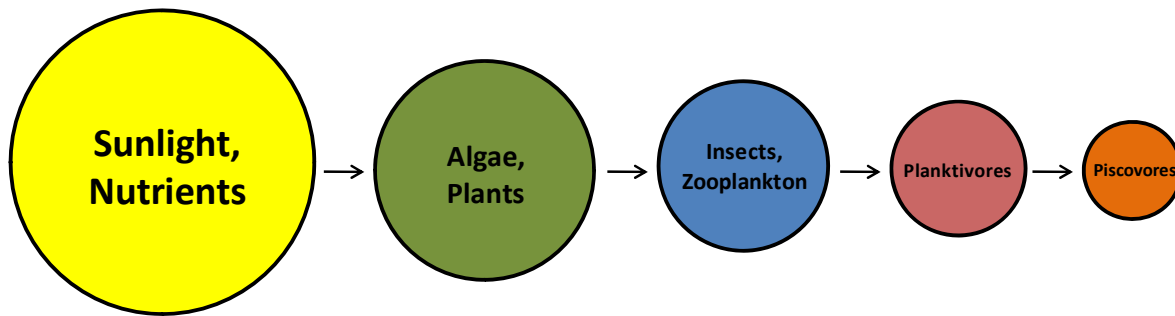 Sunlight,
Nutrients
Algae,
Plants
Insects,
Zooplankton
Planktivores
Piscovores